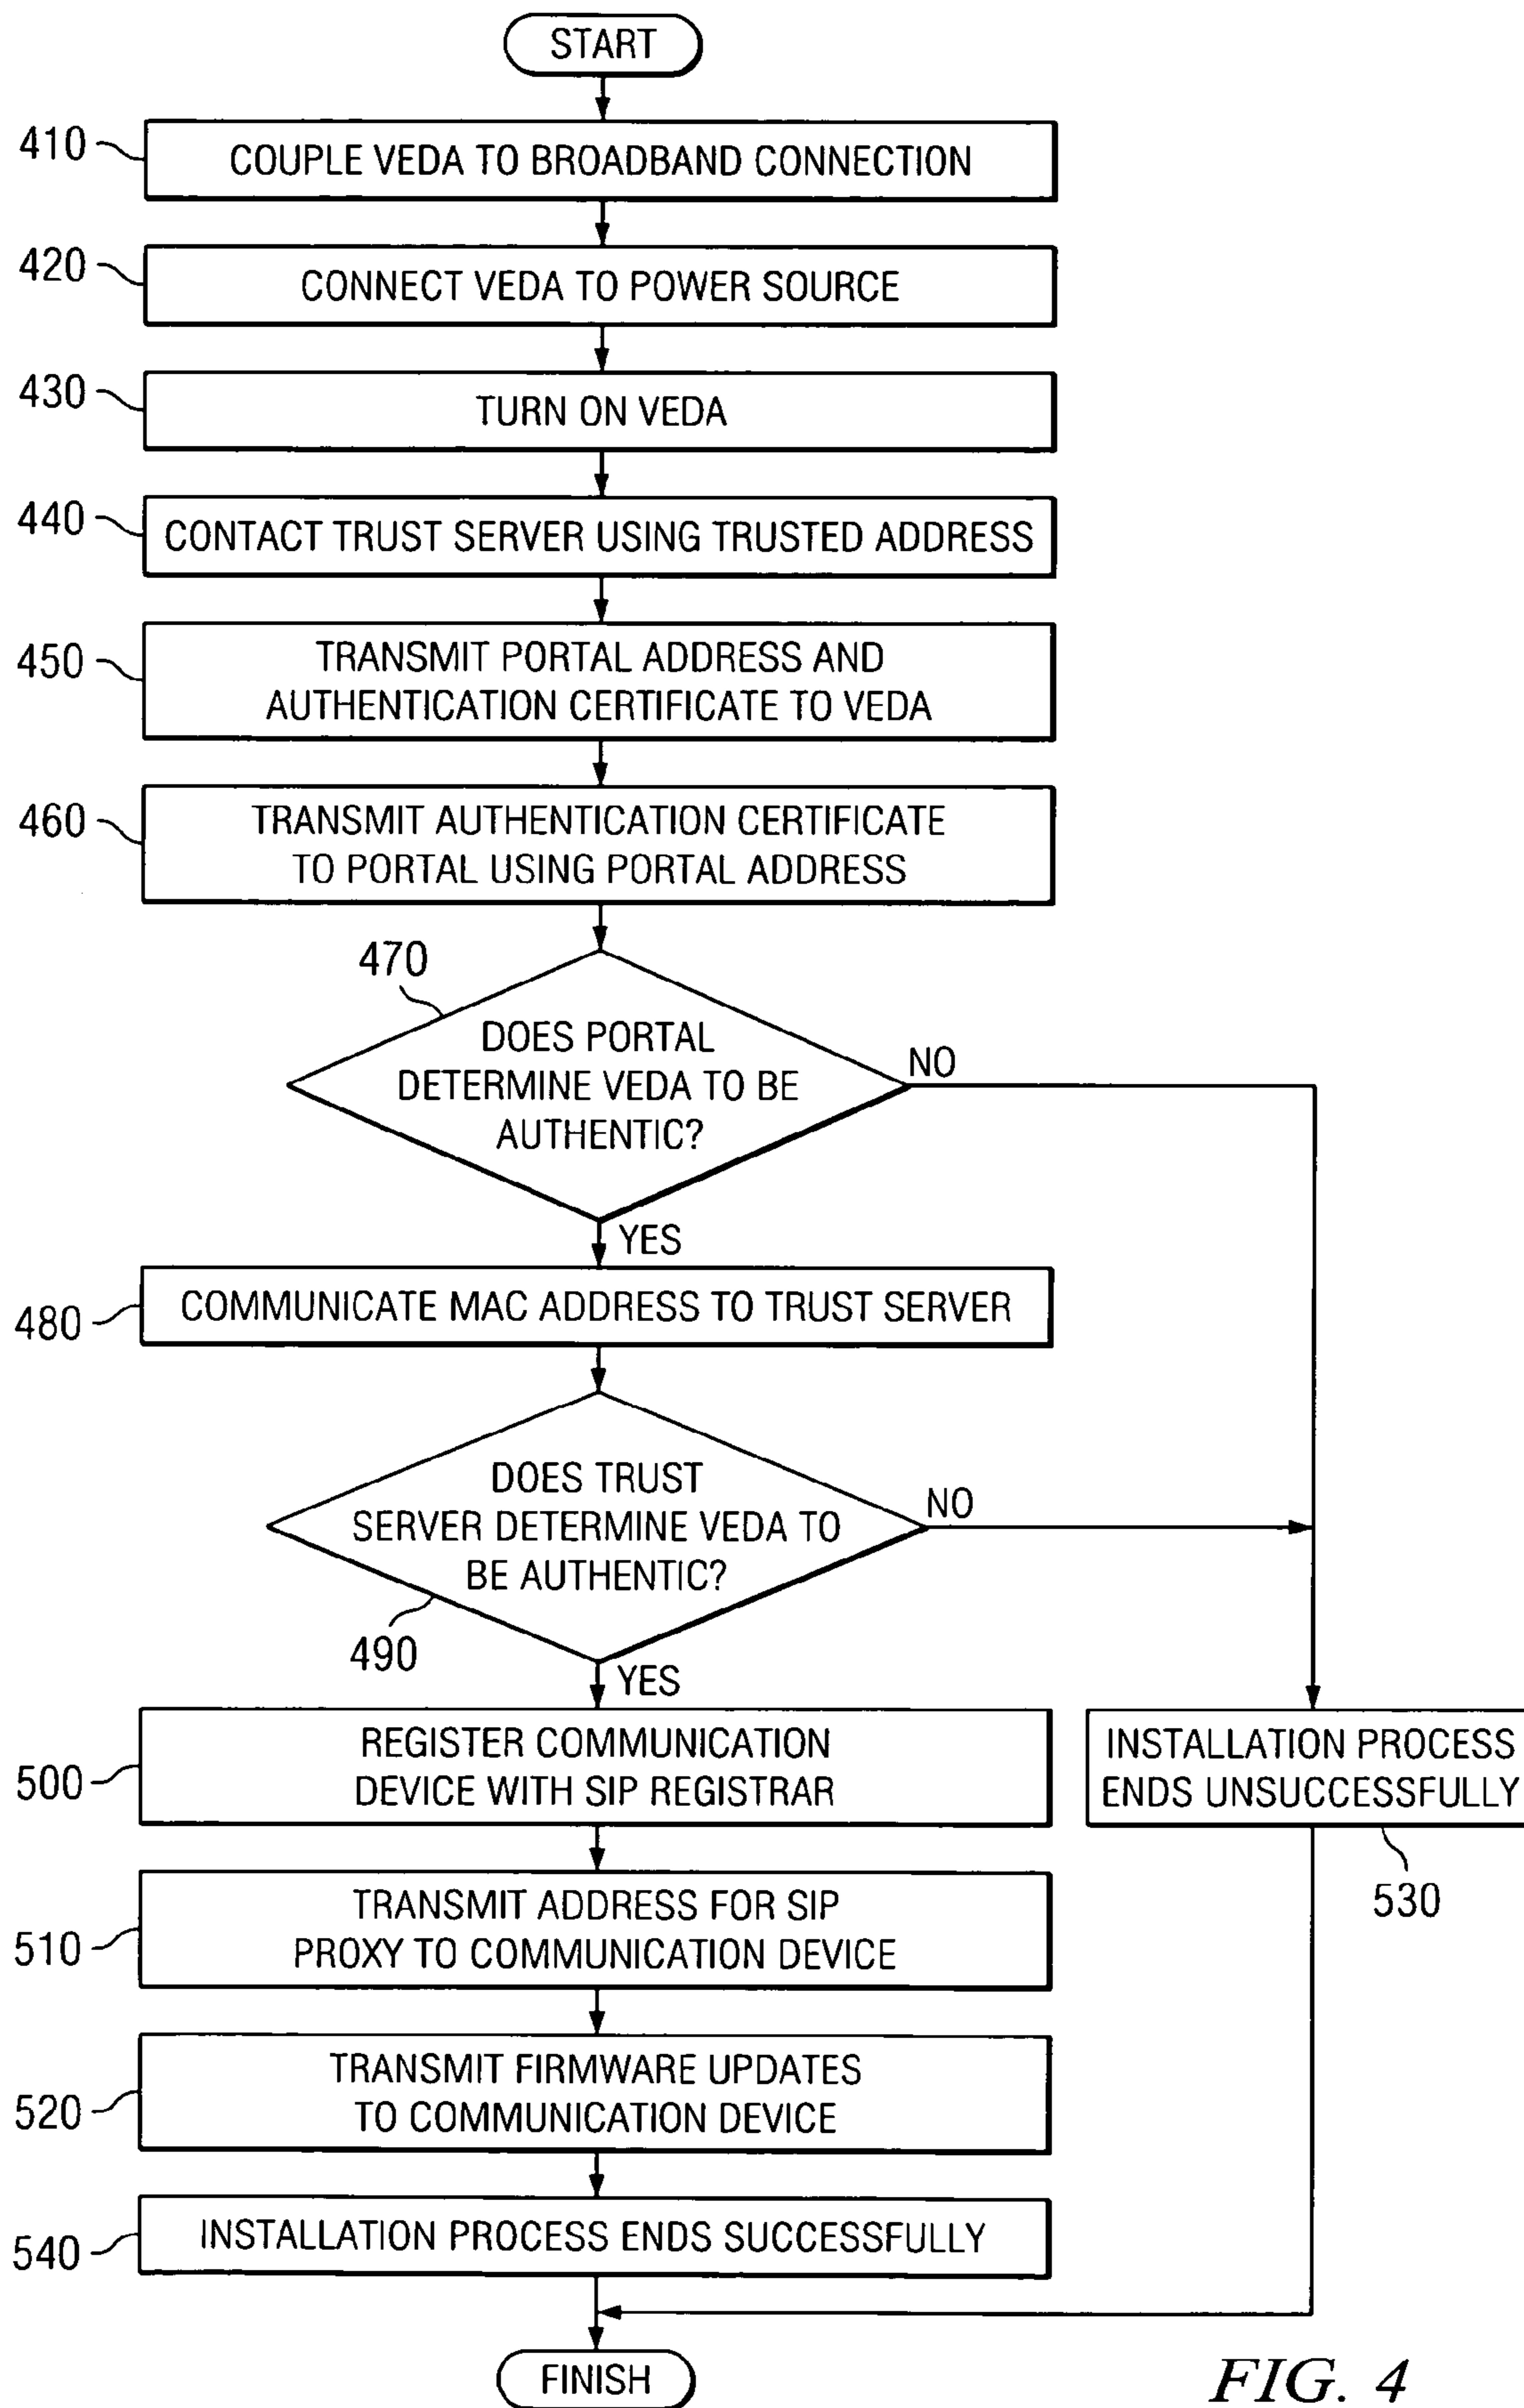 START
410
COUPLE VEDA TO BROADBAND CONNECTION
420
CONNECT VEDA TO POWER SOURCE
430
TURN ON VEDA
440
CONTACT TRUST SERVER USING TRUSTED ADDRESS
450
TRANSMIT PORTAL ADDRESS AND
AUTHENTICATION CERTIFICATE TO VEDA
460
TRANSMIT AUTHENTICATION CERTIFICATE
TO PORTAL USING PORTAL ADDRESS
470
DOES PORTAL
DETERMINE VEDA TO BE
AUTHENTIC?
NO
YES
480
COMMUNICATE MAC ADDRESS TO TRUST SERVER
DOES TRUST
SERVER DETERMINE VEDA TO
BE AUTHENTIC?
NO
490
YES
500
REGISTER COMMUNICATION
DEVICE WITH SIP REGISTRAR
INSTALLATION PROCESS
ENDS UNSUCCESSFULLY
530
510
TRANSMIT ADDRESS FOR SIP
PROXY TO COMMUNICATION DEVICE
520
TRANSMIT FIRMWARE UPDATES
TO COMMUNICATION DEVICE
540
INSTALLATION PROCESS ENDS SUCCESSFULLY
FINISH
FIG. 4